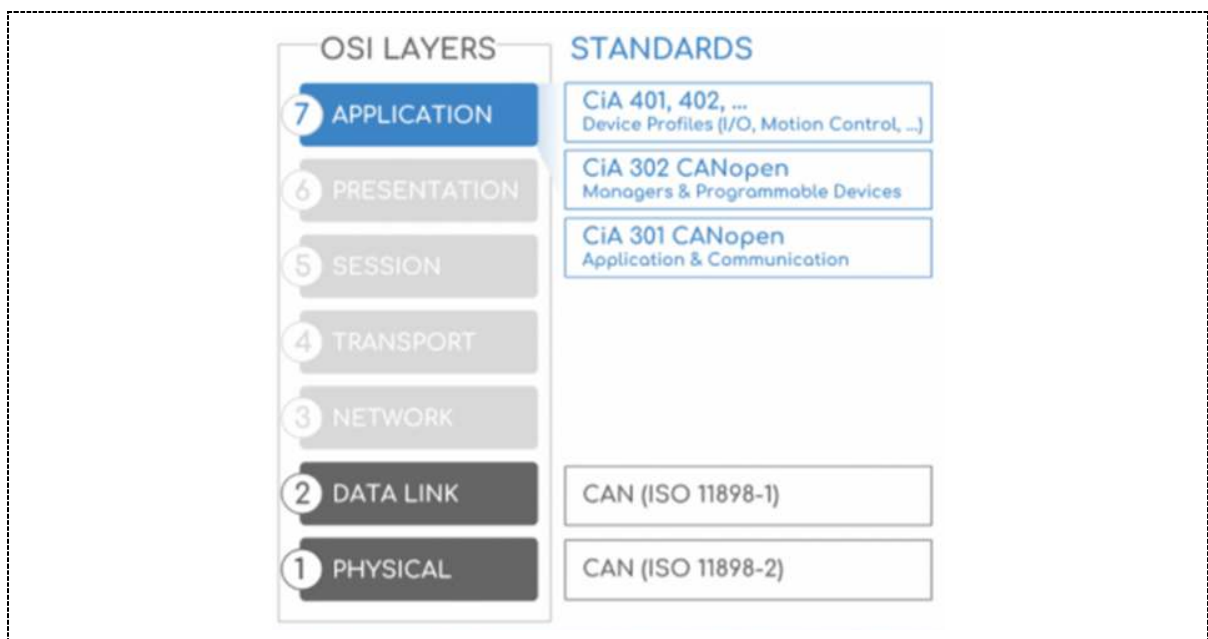 OSI LAYERS
STANDARDS
7 APPLICATION
CiA 401, 402, ...
Device Profiles (I/O, Motion Control, ...)
6 PRESENTATION
CiA 302 CANopen
Managers & Programmable Devices
5 SESSION
CiA 301 CANopen
Application & Communication
4 TRANSPORT
3 NETWORK
2 DATA LINK
CAN (ISO 11898-1)
1 PHYSICAL
CAN (ISO 11898-2)